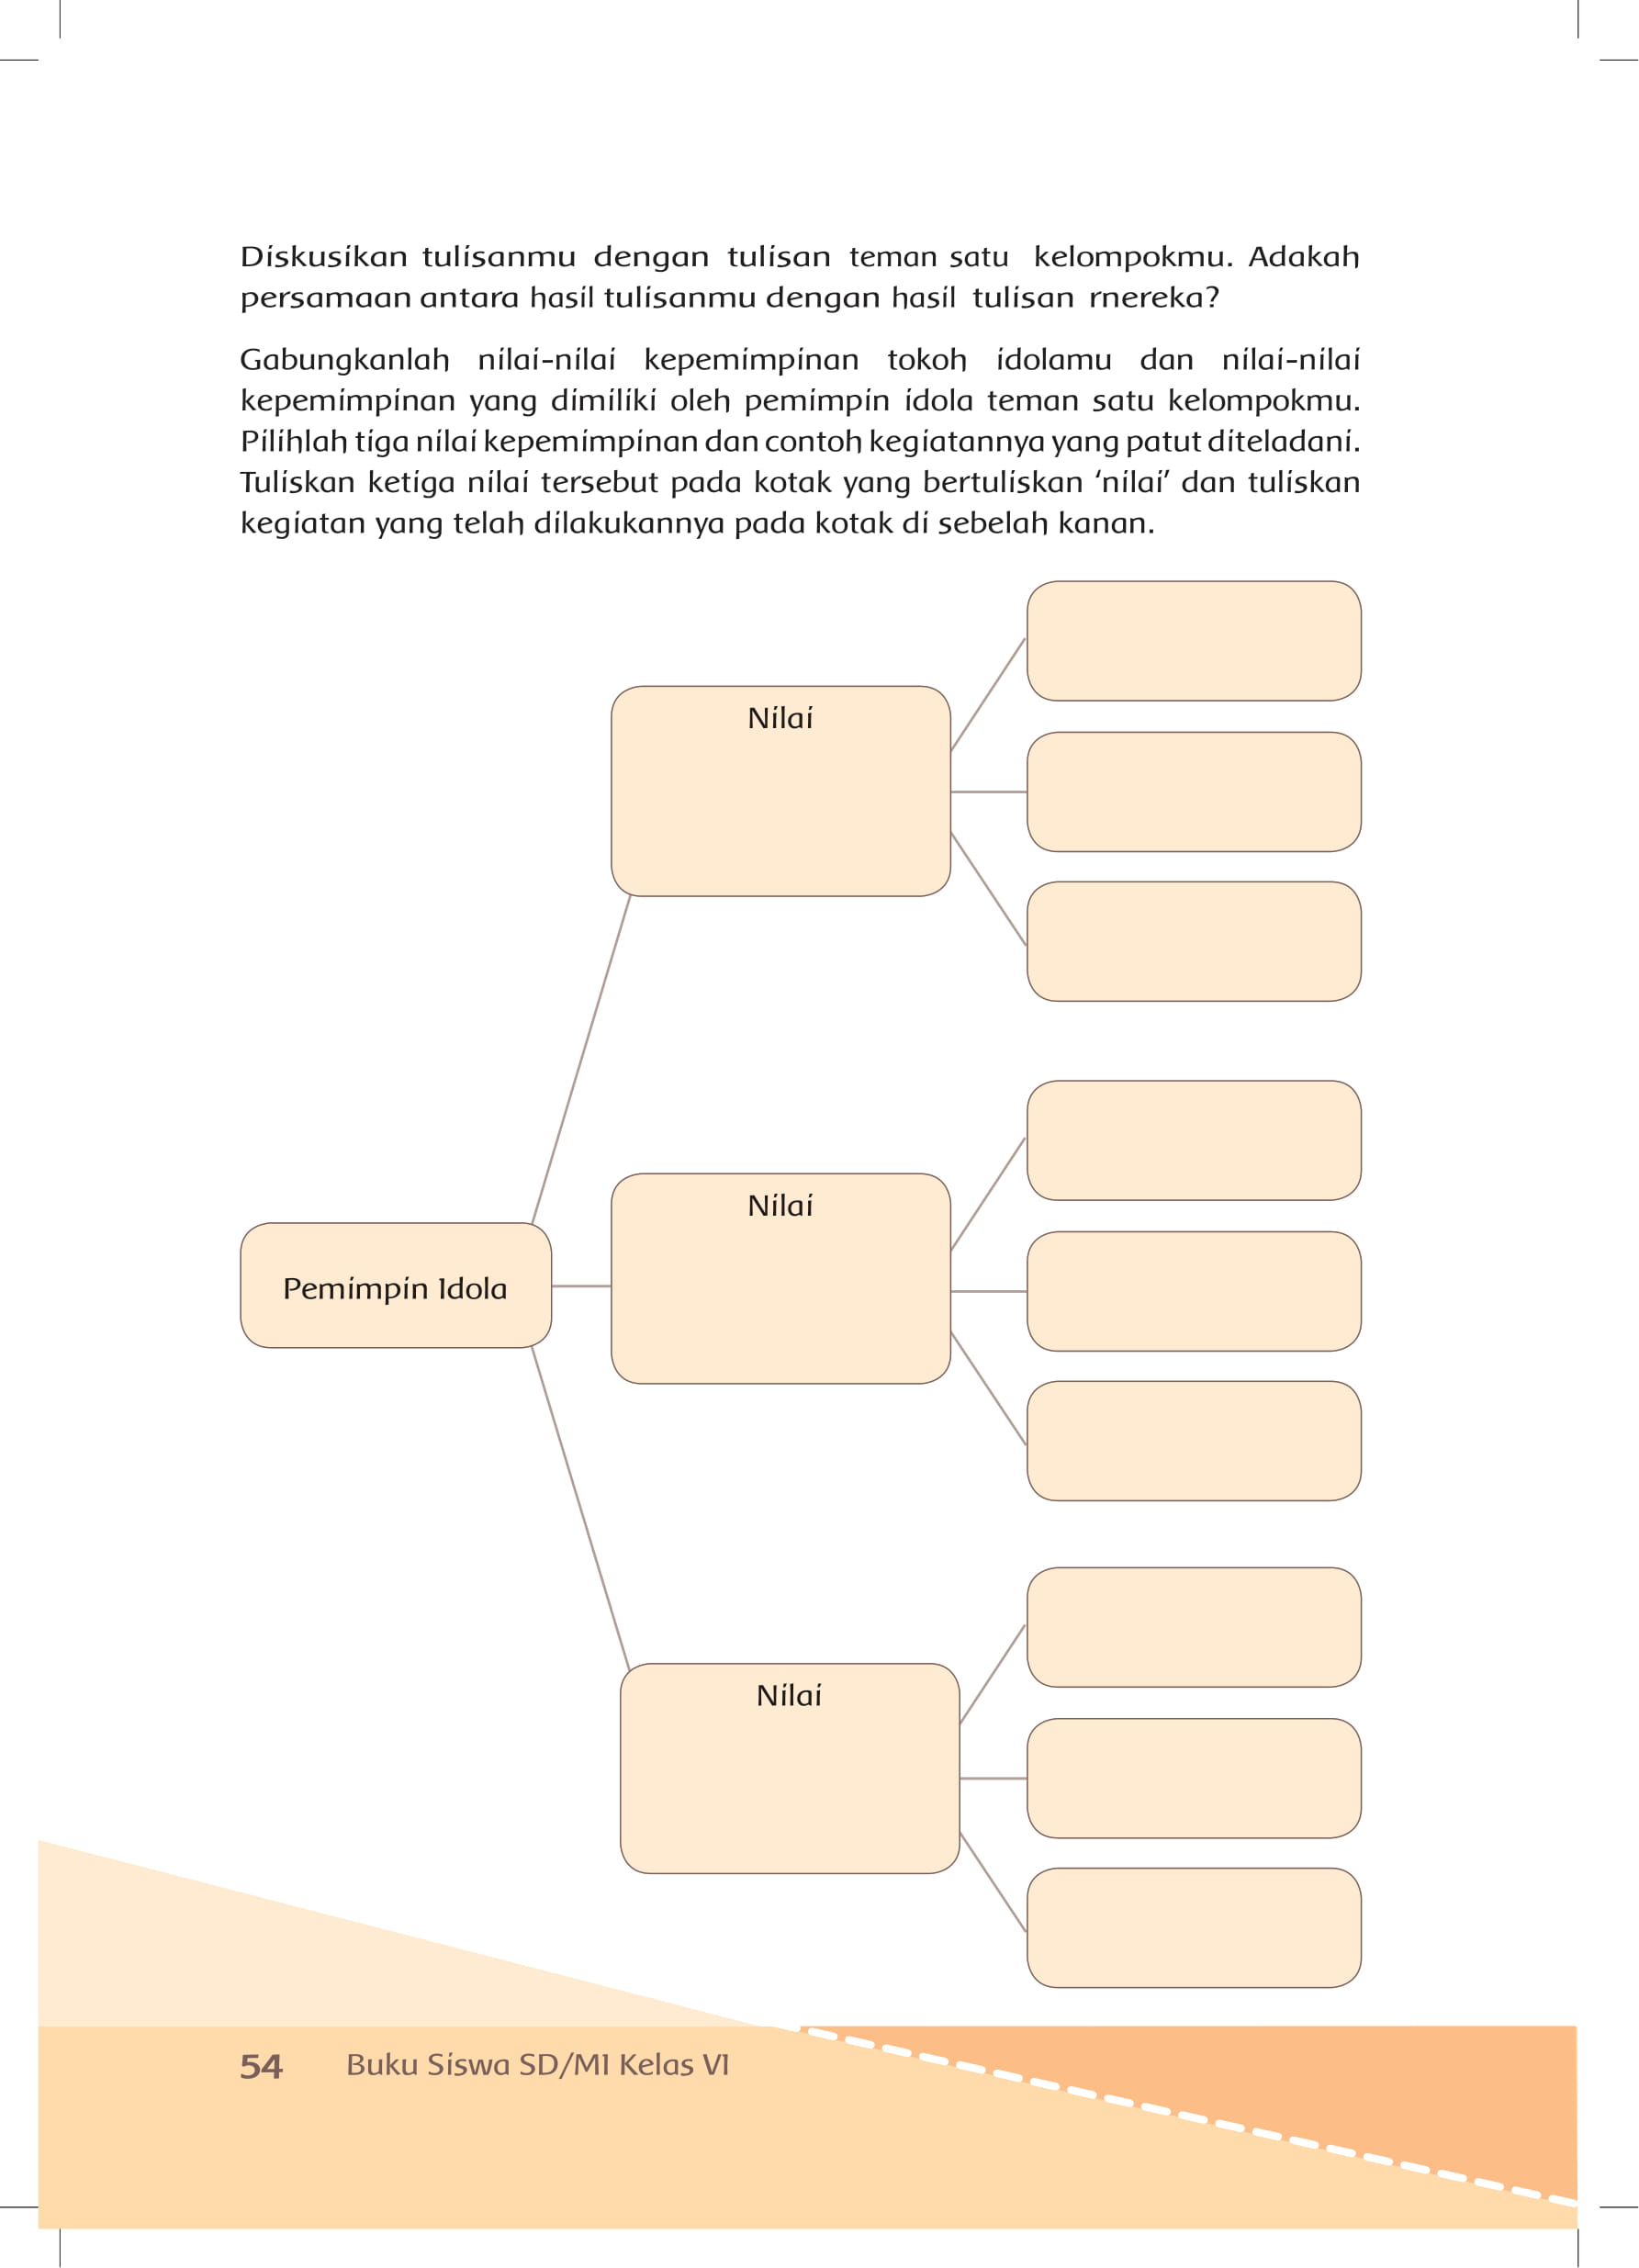 Diskusikan tulisanmu dengan tulisan teman satu kelompokmu. Adakah
persamaan antara hasil tulisanmu dengan hasil tulisan rnereka?
Gabungkanlah nilai-nilai kepemimpinan tokoh idolamu dan nilai-nilai
kepemimpinan yang dimiliki oleh pemimpin idola teman satu kelompokmu.
Pilihlah tiga nilai kepemimpinan dan contoh kegiatannya yang patut diteladani.
Tuliskan ketiga nilai tersebut pada kotak yang bertuliskan ‘nilai’ dan tuliskan
kegiatan yang telah dilakukannya pada kotak di sebelah kanan.
Nilai
Nilai
Pemimpin Idola
Nilai
54 Buku Siswa SD/MI Kelas VI